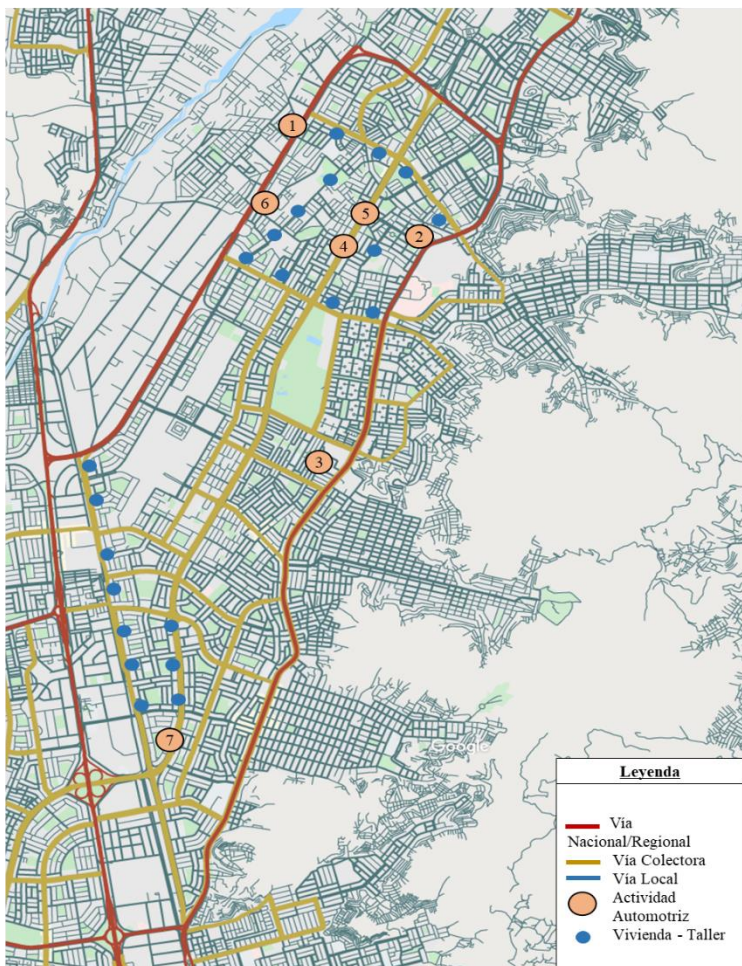 1
6
5
2
4
3
7
Google
Leyenda
Vía
Nacional/Regional
Vía Colectora
Vía Local
Actividad
Automotriz
Vivienda - Taller